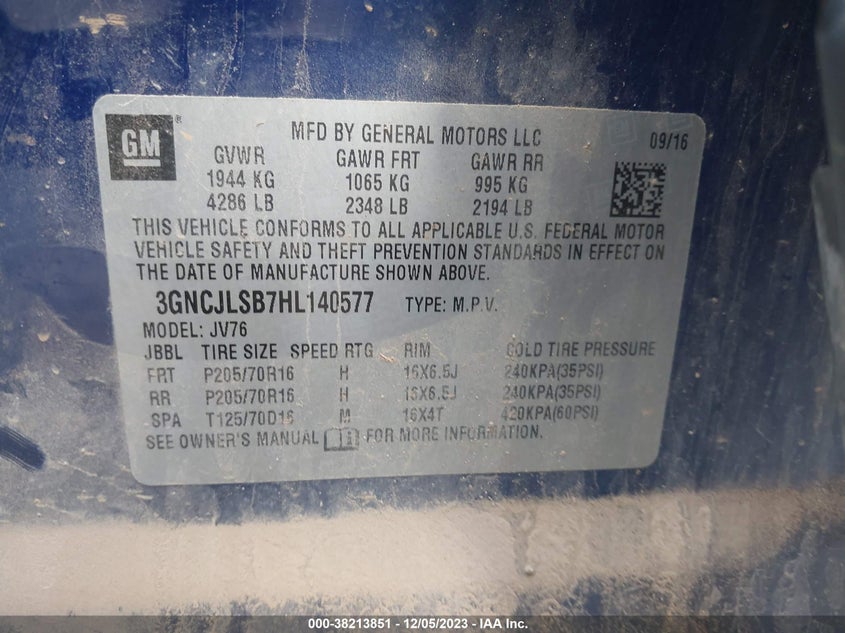 GM ®
MFD BY GENERAL MOTORS LLC 09/16
GVWR GAWR FRT GAWR RR
1944 KG 1065 KG 995 KG
4286 LB 2348 LB 2194 LB
THIS VEHICLE CONFORMS TO ALL APPLICABLE U.S. FEDERAL MOTOR
VEHICLE SAFETY AND THEFT PREVENTION STANDARDS IN EFFECT ON
THE DATE OF MANUFACTURE SHOWN ABOVE.
3GNCJLSB7HL140577 TYPE: M.P.V.
MODEL: JV76
JBBL TIRE SIZE SPEED RTG RIM COLD TIRE PRESSURE
FRT P205/70R16 H 16X6.5J 240KPA(35PSI)
RR P205/70R16 H 16X6.5J 240KPA(35PSI)
SPA T125/70D16 M 16X4T 420KPA(60PSI)
SEE OWNER'S MANUAL FOR MORE INFORMATION.
000-38213851 - 12/05/2023 - IAA Inc.